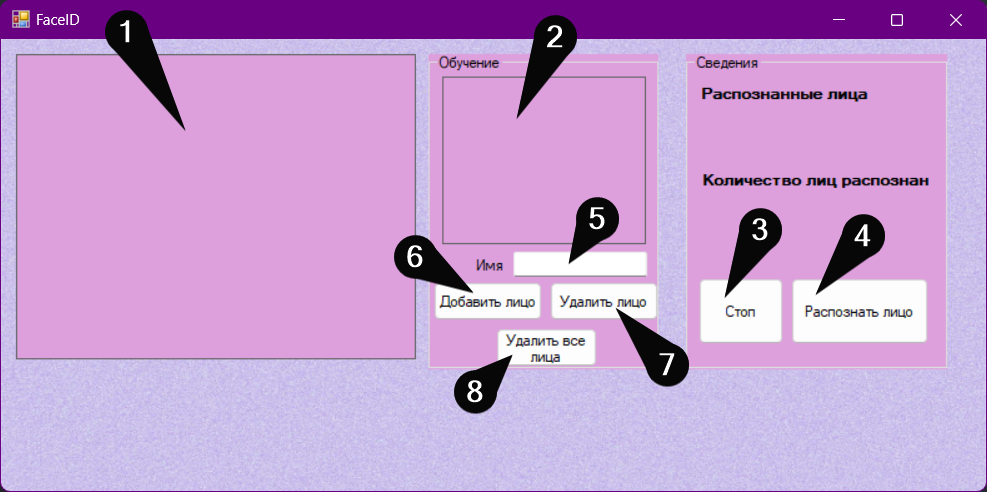 FaceID
1
2
Обучение
Сведения
Распознанные лица
Количество лиц распознан
5
3
4
6
Имя
Добавить лицо
Удалить лицо
Стоп
Распознать лицо
Удалить все
лица
7
8